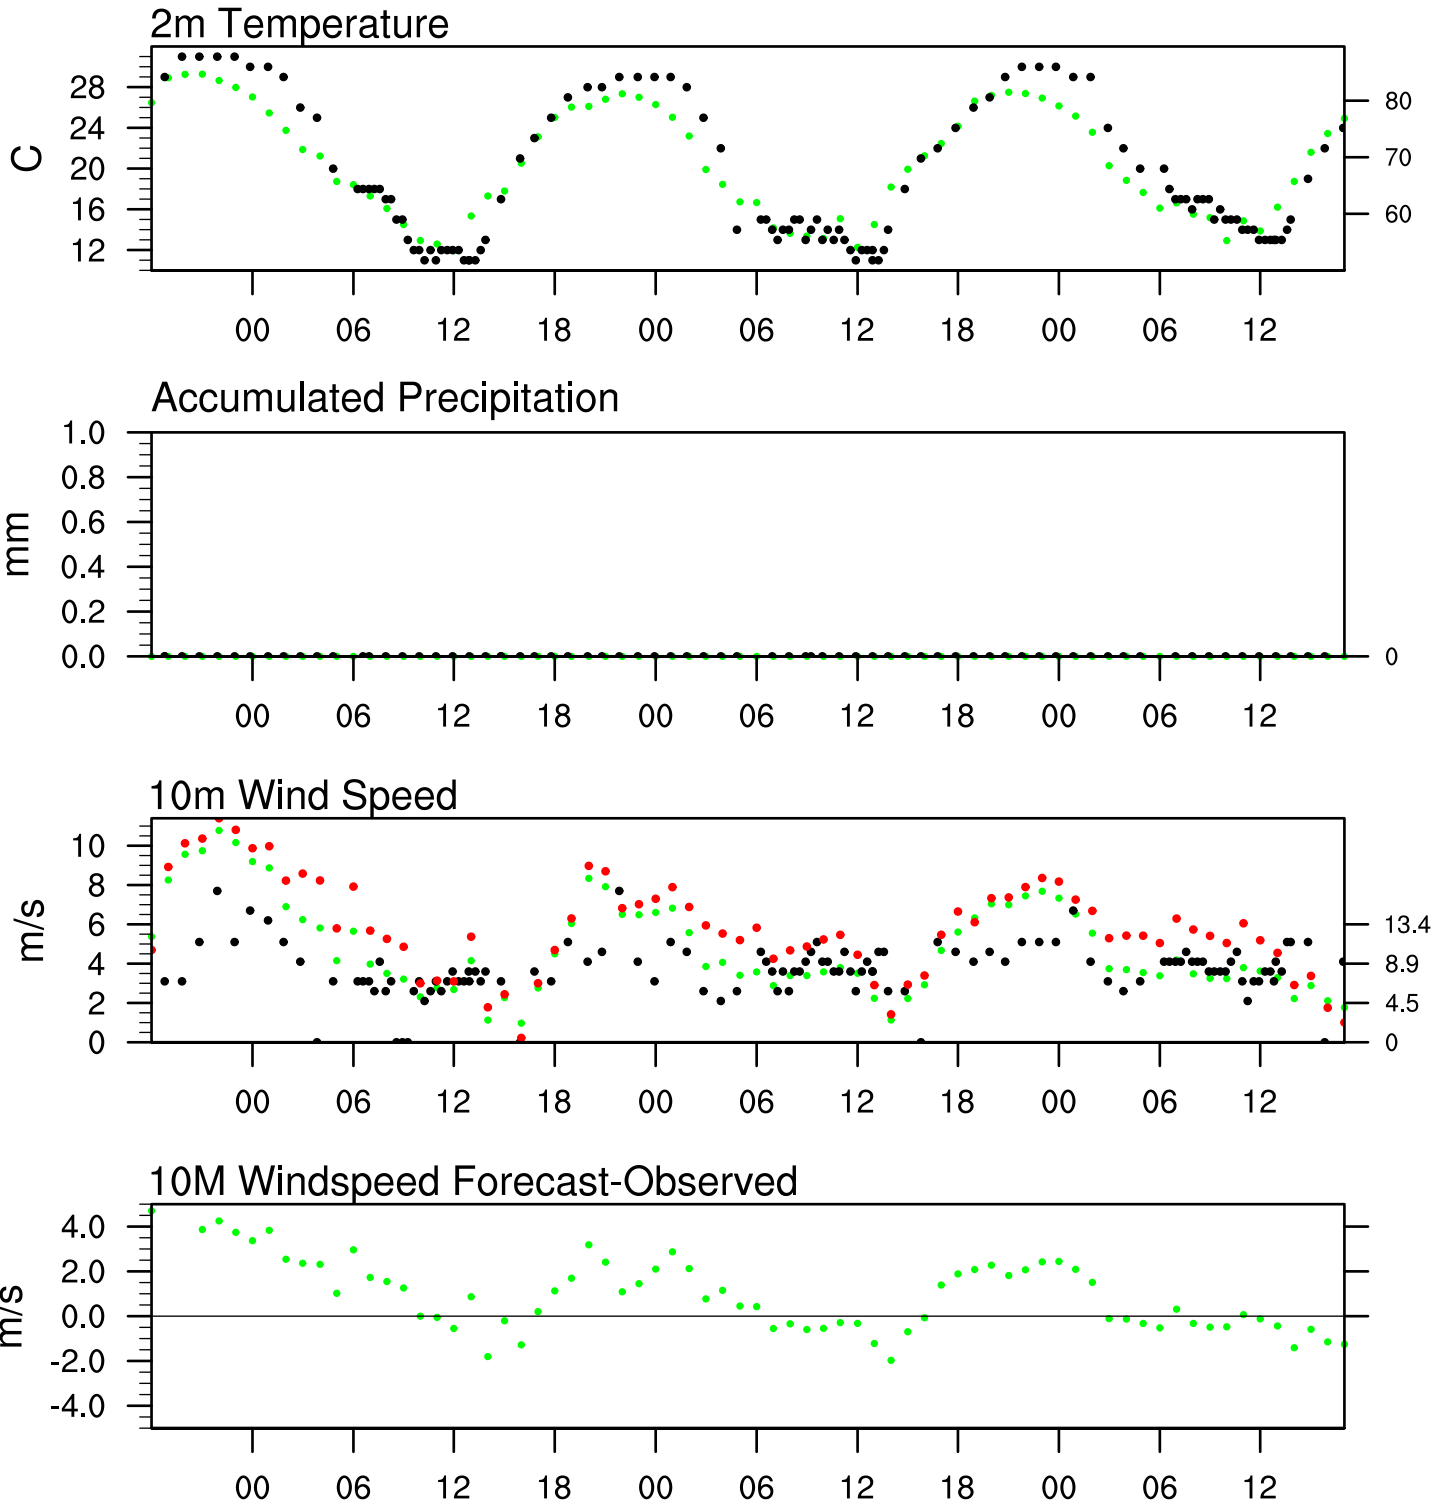 2m Temperature
28
24
20
16
12
C
80
70
60
00 06 12 18 00 06 12 18 00 06 12
Accumulated Precipitation
1.0
0.8
0.6
0.4
0.2
0.0
mm
0
00 06 12 18 00 06 12 18 00 06 12
10m Wind Speed
10
8
6
4
2
0
m/s
13.4
8.9
4.5
0
00 06 12 18 00 06 12 18 00 06 12
10M Windspeed Forecast-Observed
4.0
2.0
0.0
-2.0
-4.0
m/s
00 06 12 18 00 06 12 18 00 06 12